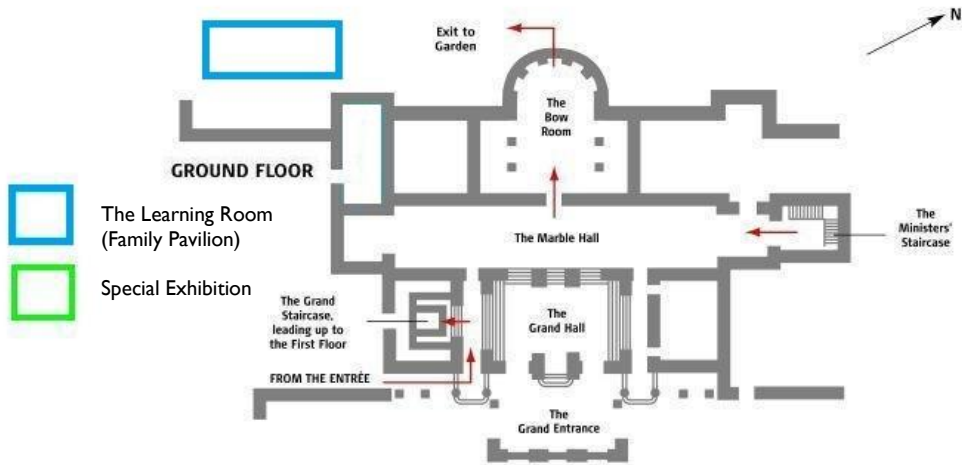 Exit to
Garden
N
The
Bow
Room
GROUND FLOOR
The Learning Room
(Family Pavilion)
The Marble Hall
The
Ministers'
Staircase
Special Exhibition
The Grand
Staircase,
leading up to
the First Floor
The
Grand Hall
FROM THE ENTRÉE
The
Grand Entrance